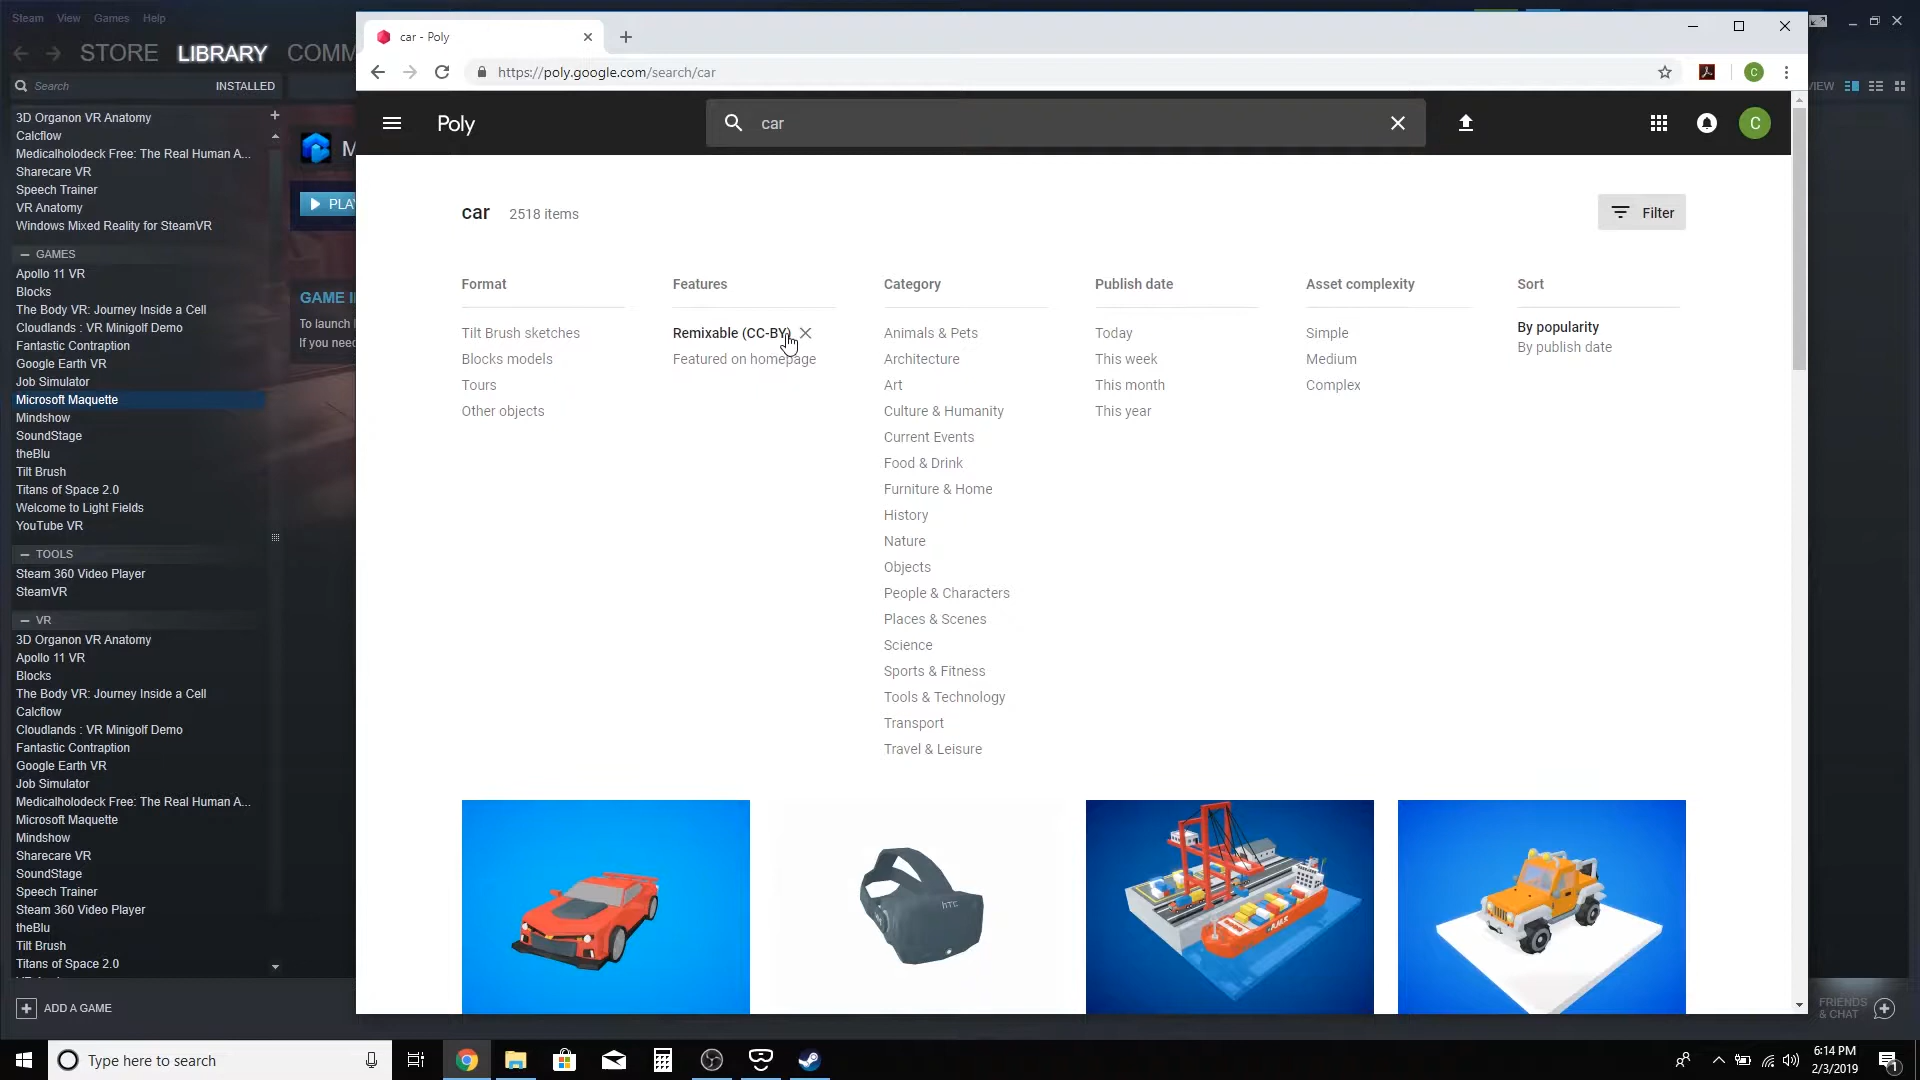 Steam View Games Help
STORE LIBRARY COMM
Search INSTALLED
3D Organon VR Anatomy
Calcflow
Medicalholodeck Free: The Real Human A...
Sharecare VR
Speech Trainer
VR Anatomy
Windows Mixed Reality for SteamVR
— GAMES
Apollo 11 VR
Blocks
The Body VR: Journey Inside a Cell
Cloudlands : VR Minigolf Demo
Fantastic Contraption
Google Earth VR
Job Simulator
Microsoft Maquette
Mindshow
SoundStage
theBlu
Tilt Brush
Titans of Space 2.0
Welcome to Light Fields
YouTube VR
— TOOLS
Steam 360 Video Player
SteamVR
— VR
3D Organon VR Anatomy
Apollo 11 VR
Blocks
The Body VR: Journey Inside a Cell
Calcflow
Cloudlands : VR Minigolf Demo
Fantastic Contraption
Google Earth VR
Job Simulator
Medicalholodeck Free: The Real Human A...
Microsoft Maquette
Mindshow
Sharecare VR
SoundStage
Speech Trainer
Steam 360 Video Player
theBlu
Tilt Brush
Titans of Space 2.0
ADD A GAME
M
PLA
GAME I
To launch
If you need
VIEW
FRIENDS
& CHAT
car - Poly
https://poly.google.com/search/car
C
Poly
car
C
car 2518 items
Filter
Format
Tilt Brush sketches
Blocks models
Tours
Other objects
Features
Remixable (CC-BY)
Featured on homepage
Category
Animals & Pets
Architecture
Art
Culture & Humanity
Current Events
Food & Drink
Furniture & Home
History
Nature
Objects
People & Characters
Places & Scenes
Science
Sports & Fitness
Tools & Technology
Transport
Travel & Leisure
Publish date
Today
This week
This month
This year
Asset complexity
Simple
Medium
Complex
Sort
By popularity
By publish date
htc
Type here to search
6:14 PM
2/3/2019
1